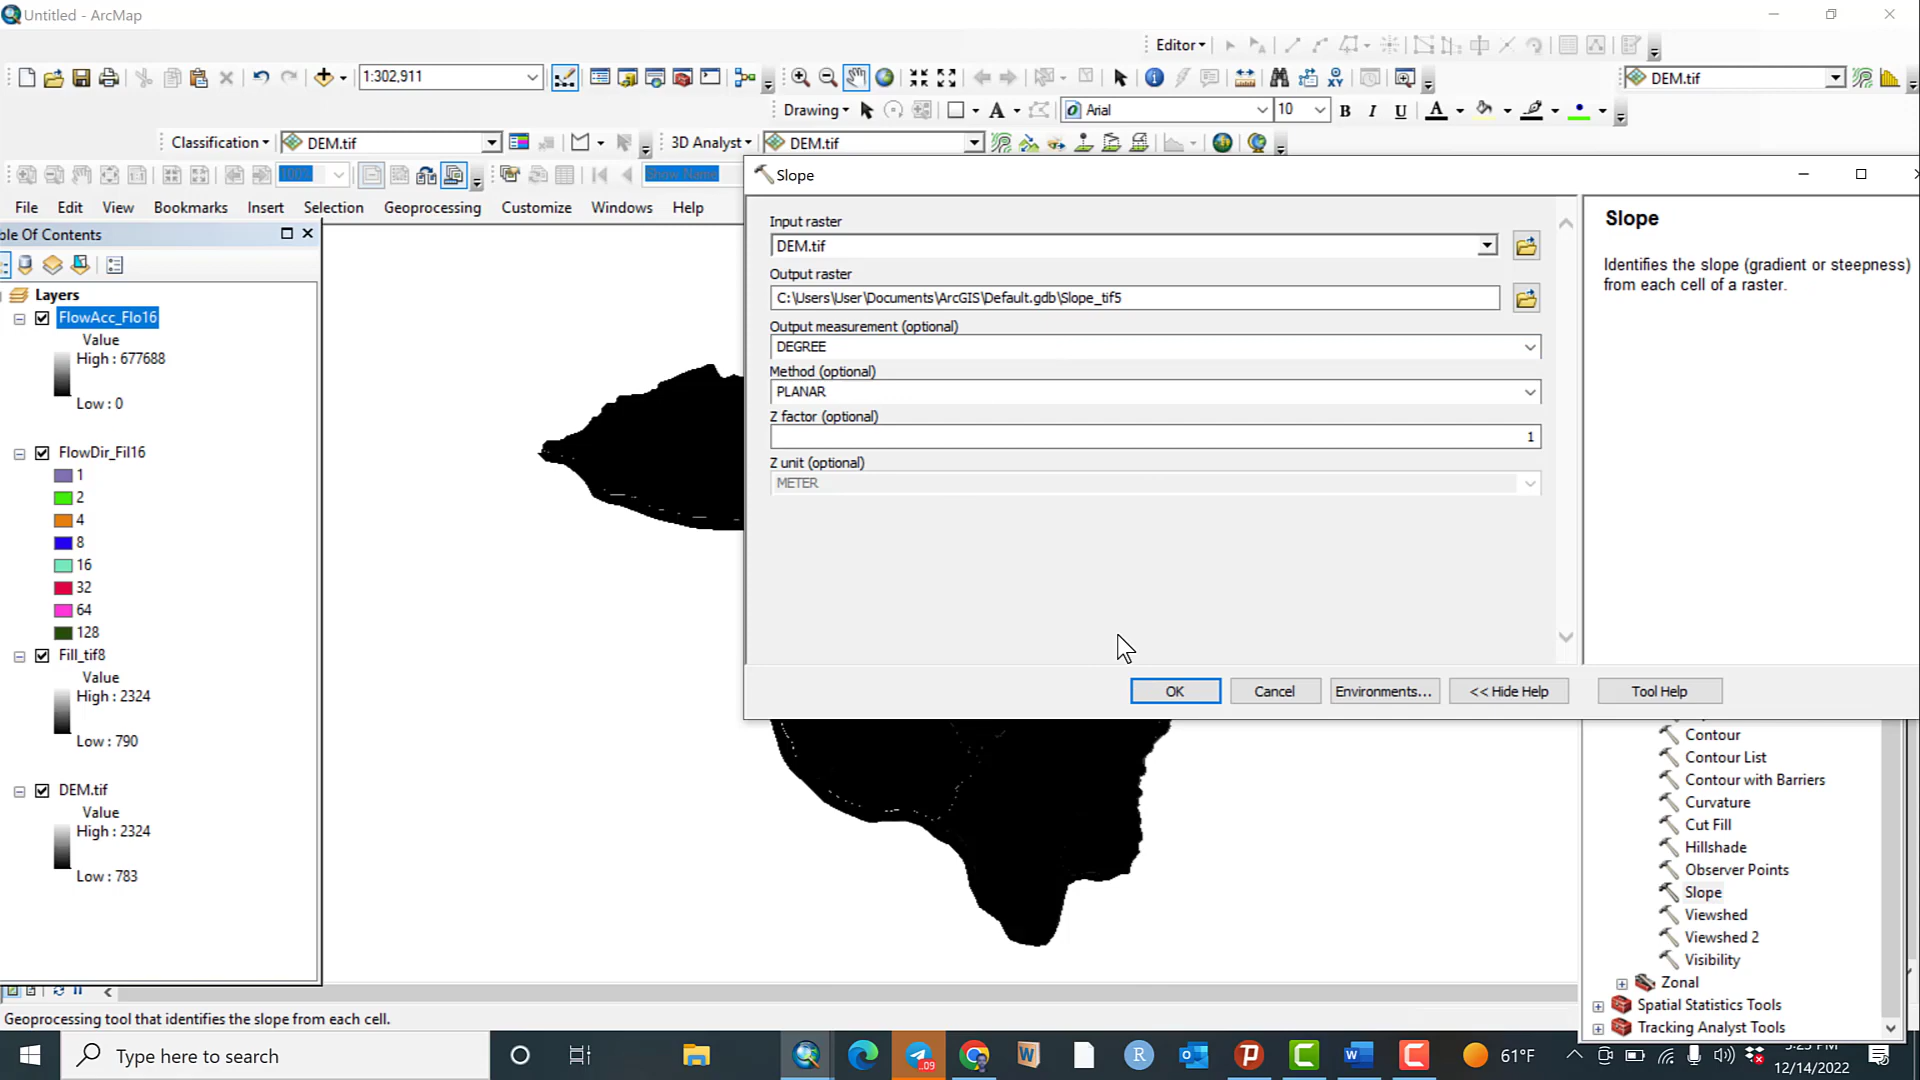 Untitled - ArcMap
Editor
1:302,911
DEM.tif
Drawing
A
Arial
10
B
I
U
A
Classification
DEM.tif
3D Analyst
DEM.tif
100%
Show Name
File Edit View Bookmarks Insert Selection Geoprocessing Customize Windows Help
ble Of Contents
Layers
FlowAcc_Flo16
Value
High : 677688
Low : 0
FlowDir_Fil16
1
2
4
8
16
32
64
128
Fill_tif8
Value
High : 2324
Low : 790
DEM.tif
Value
High : 2324
Low : 783
Slope
Input raster
DEM.tif
Output raster
C:\Users\User\Documents\ArcGIS\Default.gdb\Slope_tif5
Output measurement (optional)
DEGREE
Method (optional)
PLANAR
Z factor (optional)
1
Z unit (optional)
METER
OK
Cancel
Environments...
<< Hide Help
Tool Help
Slope
Identifies the slope (gradient or steepness)
from each cell of a raster.
Contour
Contour List
Contour with Barriers
Curvature
Cut Fill
Hillshade
Observer Points
Slope
Viewshed
Viewshed 2
Visibility
Zonal
Spatial Statistics Tools
Tracking Analyst Tools
Geoprocessing tool that identifies the slope from each cell.
Type here to search
61°F
12/14/2022